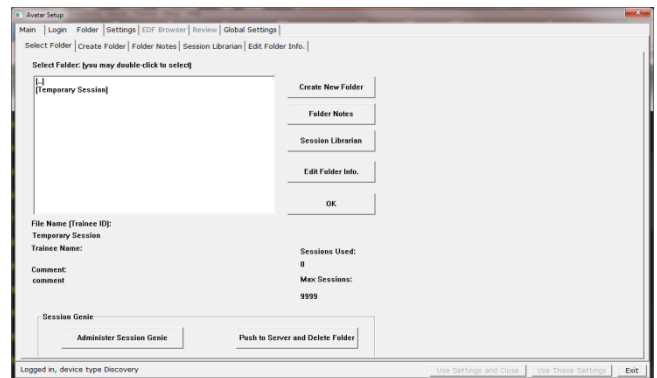 Avatar Setup
Main Login Folder Settings EDF Browser Review Global Settings
Select Folder Create Folder Folder Notes Session Librarian Edit Folder Info.
Select Folder: (you may double-click to select)
[..]
[Temporary Session]
Create New Folder
Folder Notes
Session Librarian
Edit Folder Info.
OK
File Name (Trainee ID):
Temporary Session
Trainee Name:
Sessions Used:
0
Comment:
comment
Max Sessions:
9999
Session Genie
Administer Session Genie Push to Server and Delete Folder
Logged in, device type Discovery Use Settings and Close Use These Settings Exit